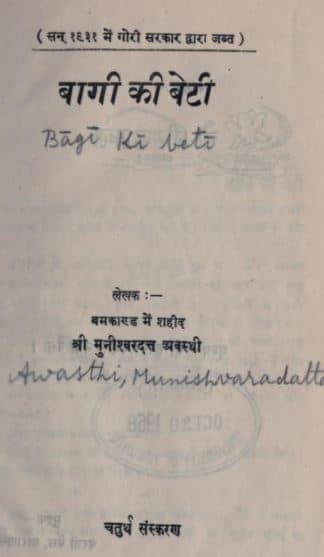 ( सन् १९३१ में गोरी सरकार द्वारा जब्त )
बागी की बेटी
Bāgī Kī betī
लेखक :—
बमकाण्ड में शहीद
श्री मुनीश्वरदत्त अवस्थी
Awasthi, Munishvaradatta
चतुर्थ संस्करण